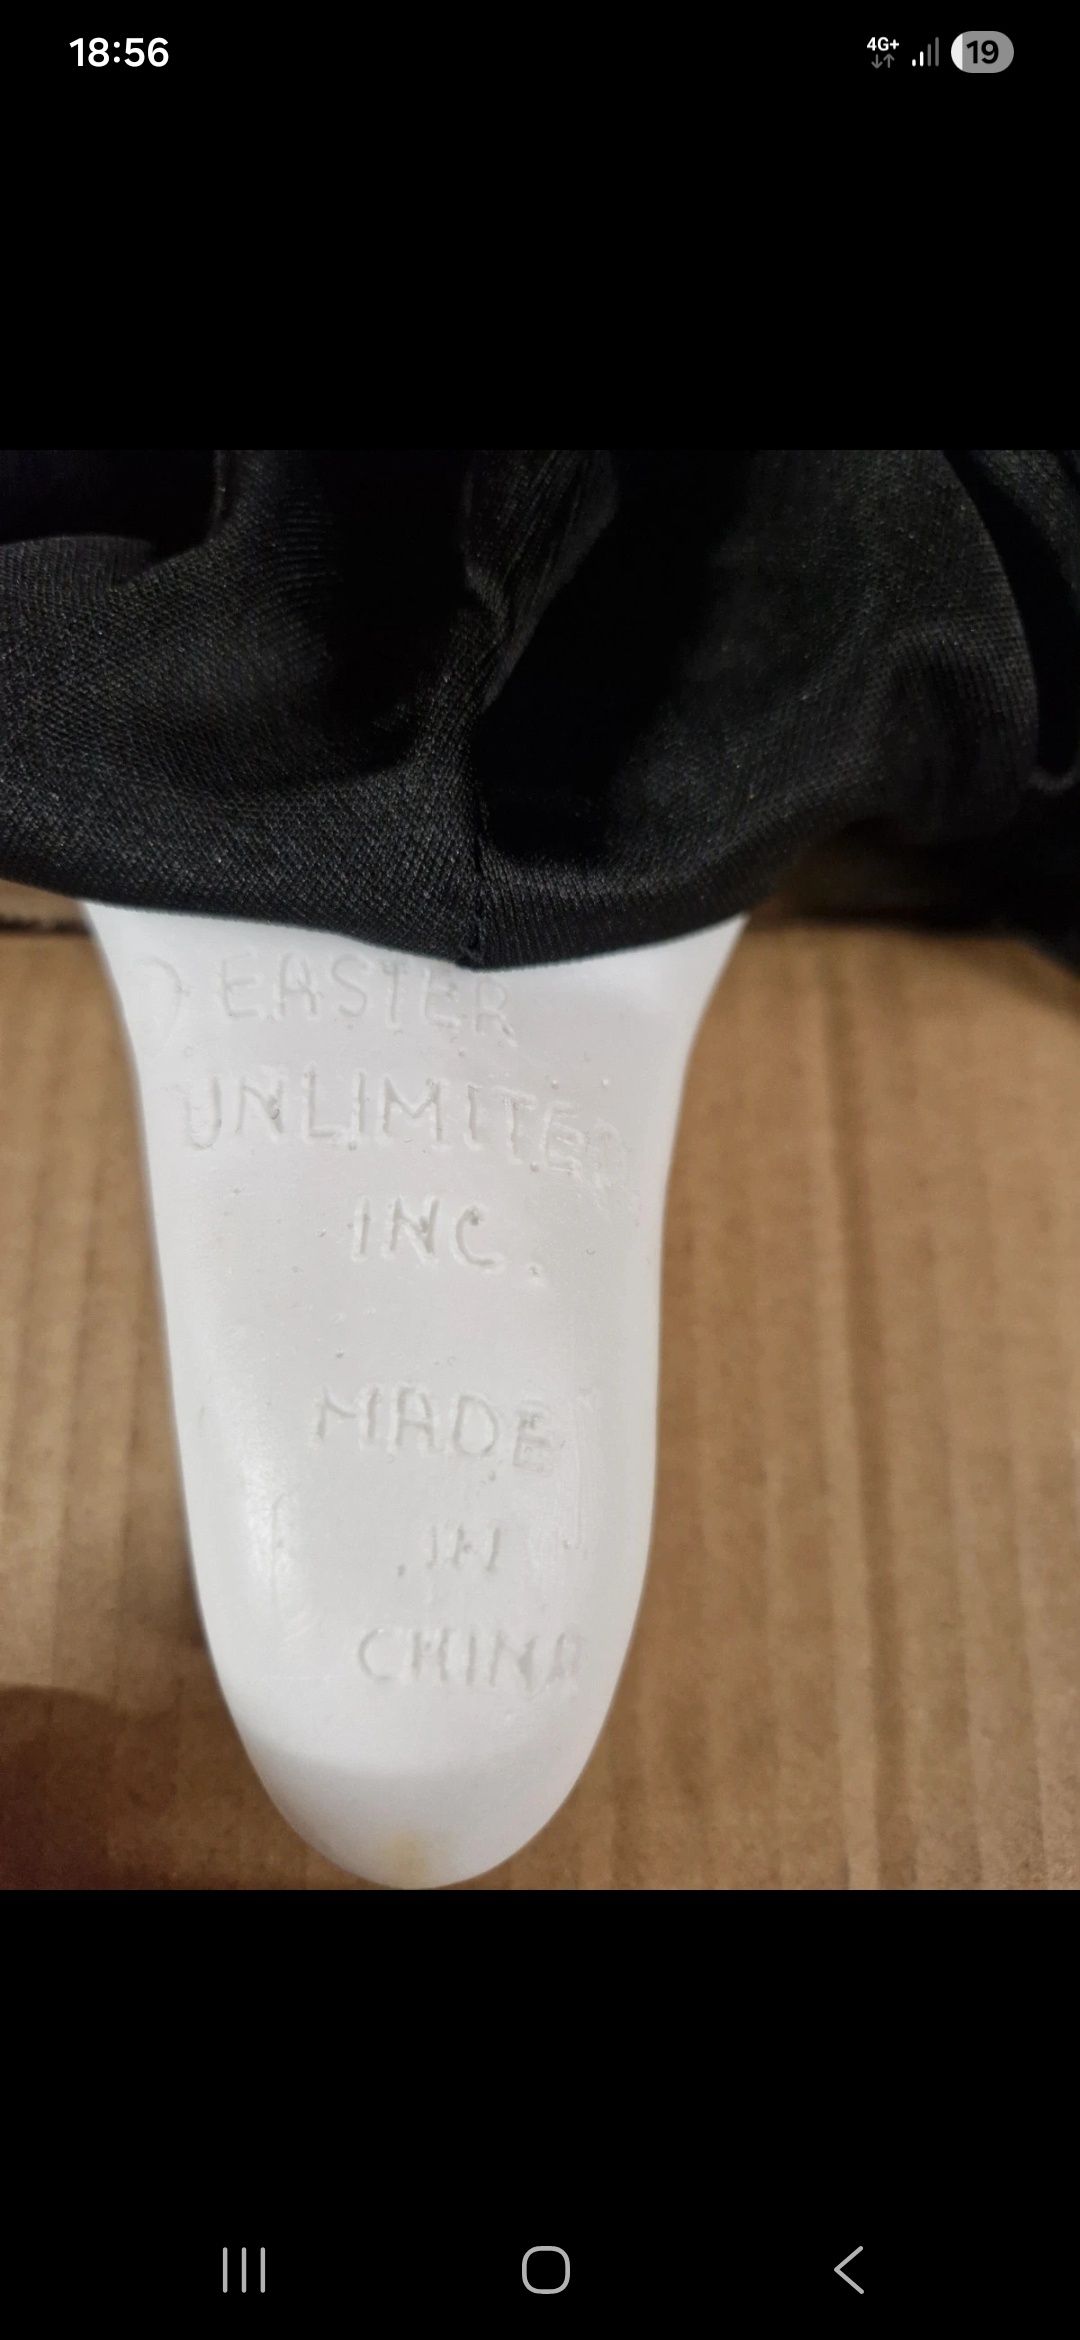 18:56
4G+
19
EASTER
UNLIMITED
INC.
MADE
IN
CHINA